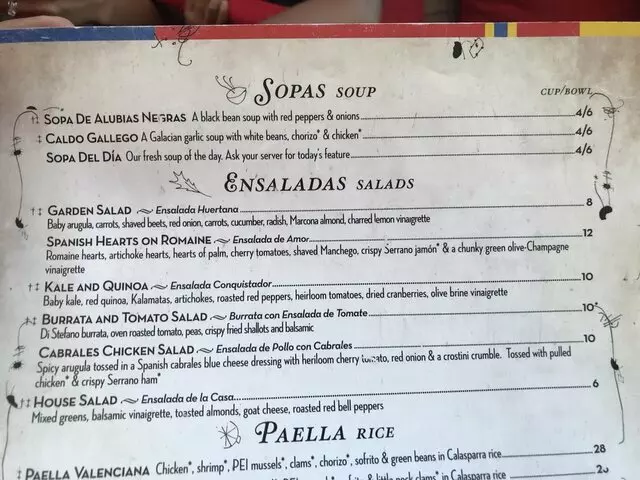 SOPAS SOUP
CUP/BOWL
†‡ SOPA DE ALUBIAS NEGRAS A black bean soup with red peppers & onions 4/6
‡ CALDO GALLEGO A Galacian garlic soup with white beans, chorizo* & chicken* 4/6
SOPA DEL DÍA Our fresh soup of the day. Ask your server for today's feature 4/6
ENSALADAS SALADS
†‡ GARDEN SALAD Ensalada Huertana 8
Baby arugula, carrots, shaved beets, red onion, carrots, cucumber, radish, Marcona almond, charred lemon vinaigrette
SPANISH HEARTS ON ROMAINE Ensalada de Amor 12
Romaine hearts, artichoke hearts, hearts of palm, cherry tomatoes, shaved Manchego, crispy Serrano jamón* & a chunky green olive-Champagne
vinaigrette
†‡ KALE AND QUINOA Ensalada Conquistador 10
Baby kale, red quinoa, Kalamatas, artichokes, roasted red peppers, heirloom tomatoes, dried cranberries, olive brine vinaigrette
†‡ BURRATA AND TOMATO SALAD Burrata con Ensalada de Tomate 10
Di Stefano burrata, oven roasted tomato, peas, crispy fried shallots and balsamic
CABRALES CHICKEN SALAD Ensalada de Pollo con Cabrales 10
Spicy arugula tossed in a Spanish cabrales blue cheese dressing with heirloom cherry tomato, red onion & a crostini crumble. Tossed with pulled
chicken* & crispy Serrano ham*
†‡ HOUSE SALAD Ensalada de la Casa 6
Mixed greens, balsamic vinaigrette, toasted almonds, goat cheese, roasted red bell peppers
PAELLA RICE
‡ PAELLA VALENCIANA Chicken*, shrimp*, PEI mussels*, clams*, chorizo*, sofrito & green beans in Calasparra rice 28
clams* in Calasparra rice